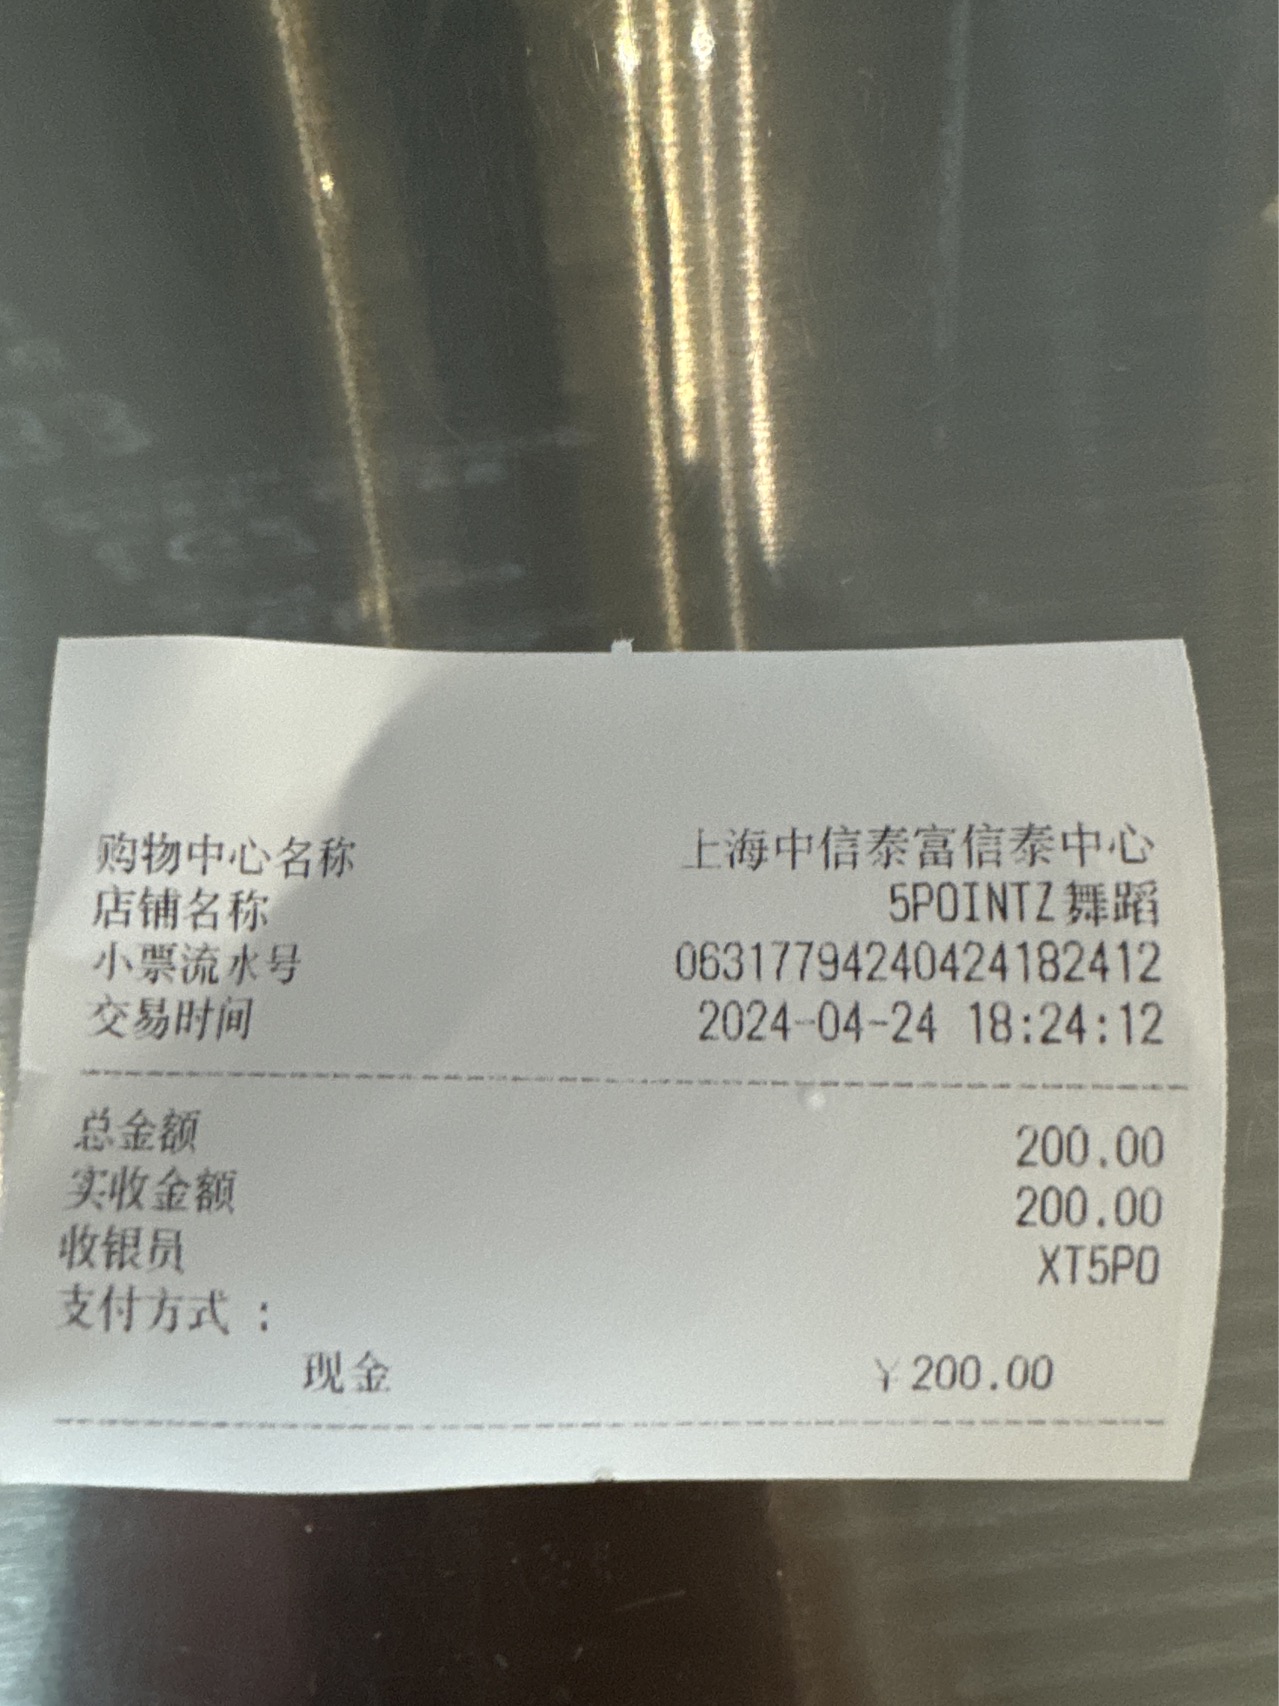 购物中心名称 上海中信泰富信泰中心
店铺名称 5POINTZ舞蹈
小票流水号 06317794240424182412
交易时间 2024-04-24 18:24:12
总金额 200.00
实收金额 200.00
收银员 XT5PO
支付方式：
现金 ￥200.00